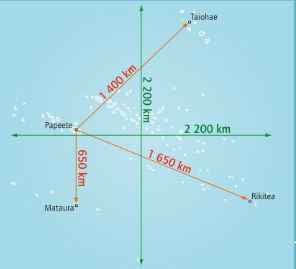 Taiohae
1 400 km
2 200 km
Papeete
2 200 km
1 650 km
650 km
Rikitea
Mataura